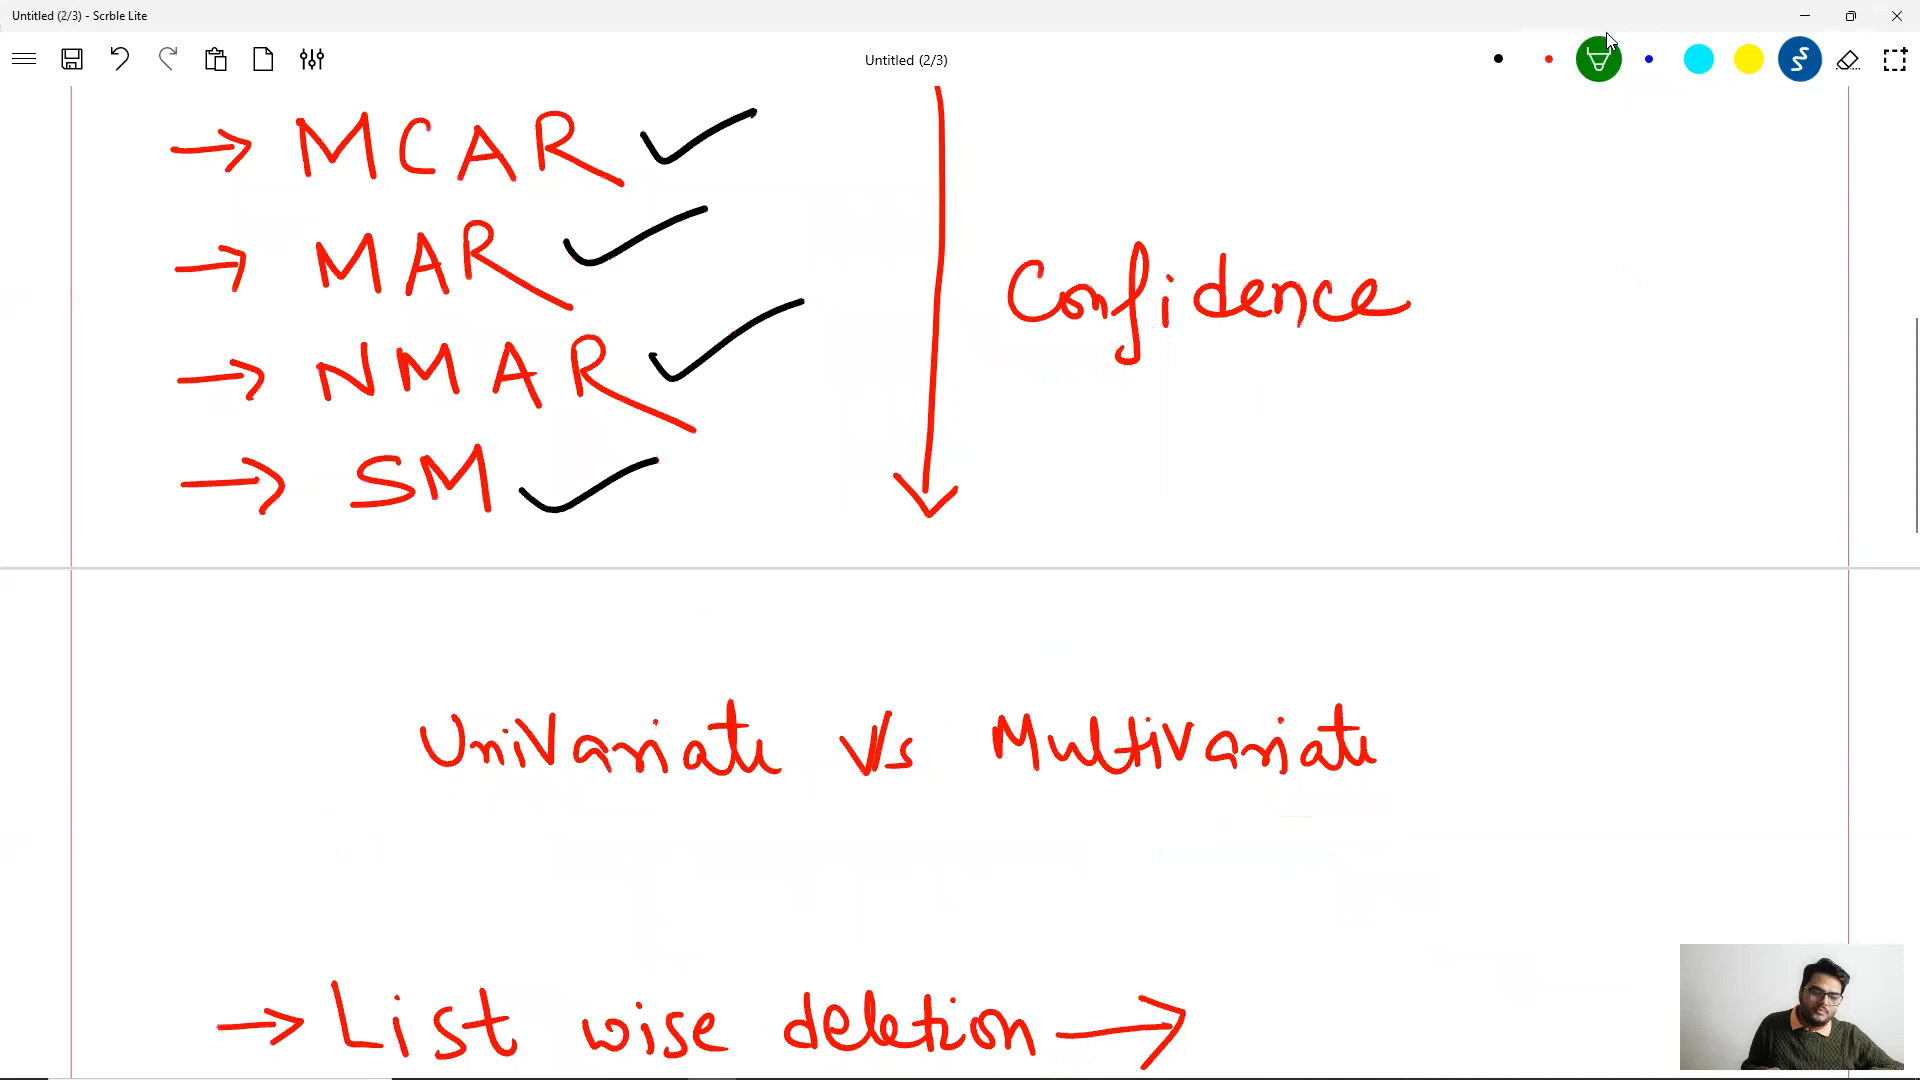 Untitled (2/3) - Scrble Lite
Untitled (2/3)
→ MCAR ✓
→ MAR ✓
Confidence
→ NMAR ✓
→ SM ✓
UniVariate V/s Multivariate
→ List wise deletion →